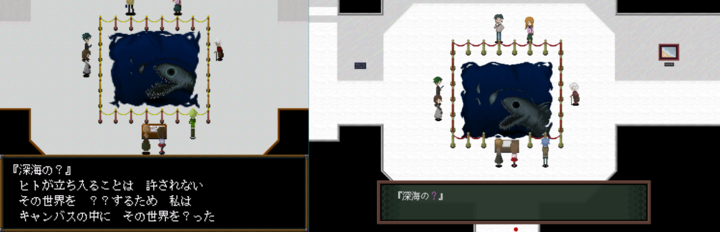 『深海の？』
ヒトが立ち入ることは　許されない
その世界を　？？するため　私は
キャンバスの中に　その世界を？った
『深海の？』